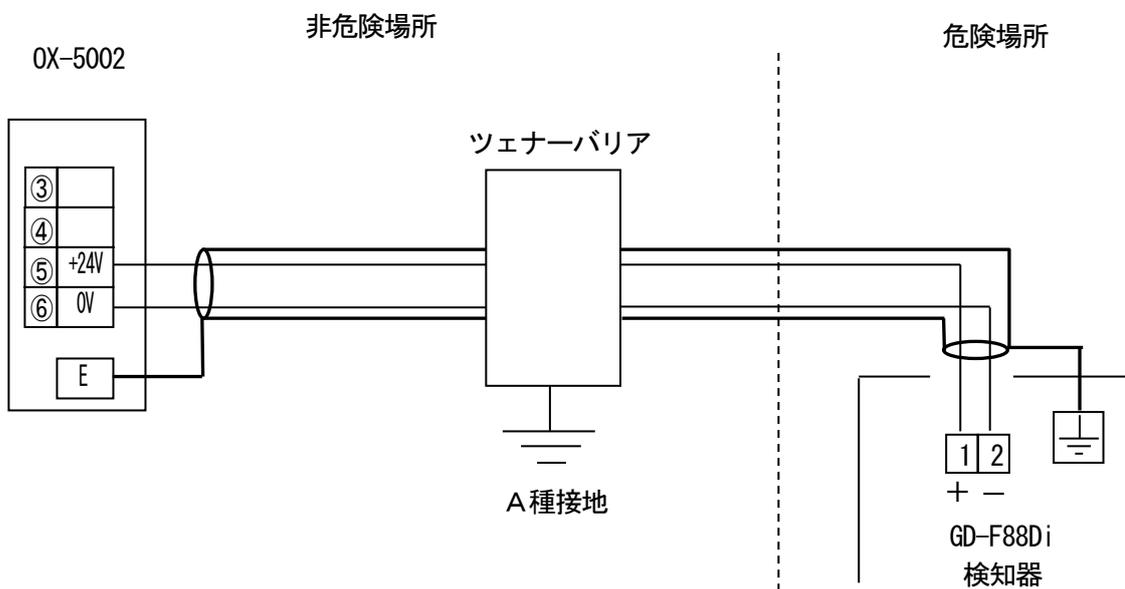 非危険場所
危険場所
OX-5002
ツェナーバリア
③
④
⑤ +24V
⑥ 0V
E
A種接地
1 2
+ −
GD-F88Di
検知器